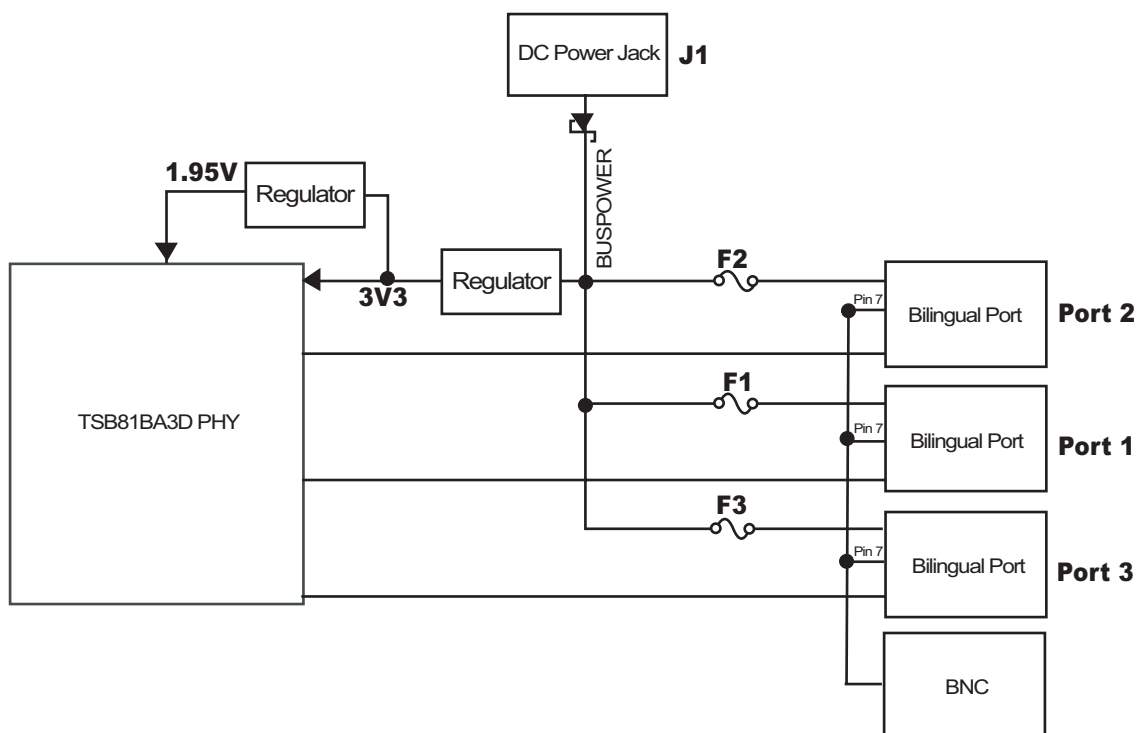 DC Power Jack
J1
BUSPOWER
1.95V
Regulator
Regulator
3V3
F2
Pin 7
Bilingual Port
Port 2
TSB81BA3D PHY
F1
Pin 7
Bilingual Port
Port 1
F3
Pin 7
Bilingual Port
Port 3
BNC